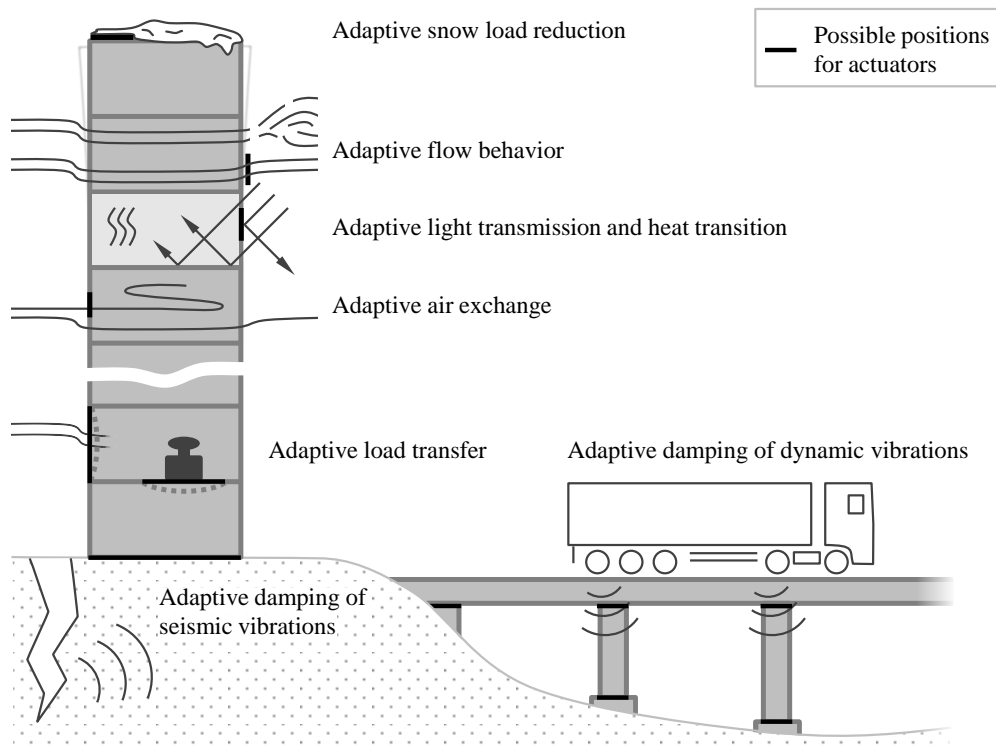 Adaptive snow load reduction
Possible positions
for actuators
Adaptive flow behavior
Adaptive light transmission and heat transition
Adaptive air exchange
Adaptive load transfer
Adaptive damping of dynamic vibrations
Adaptive damping of
seismic vibrations